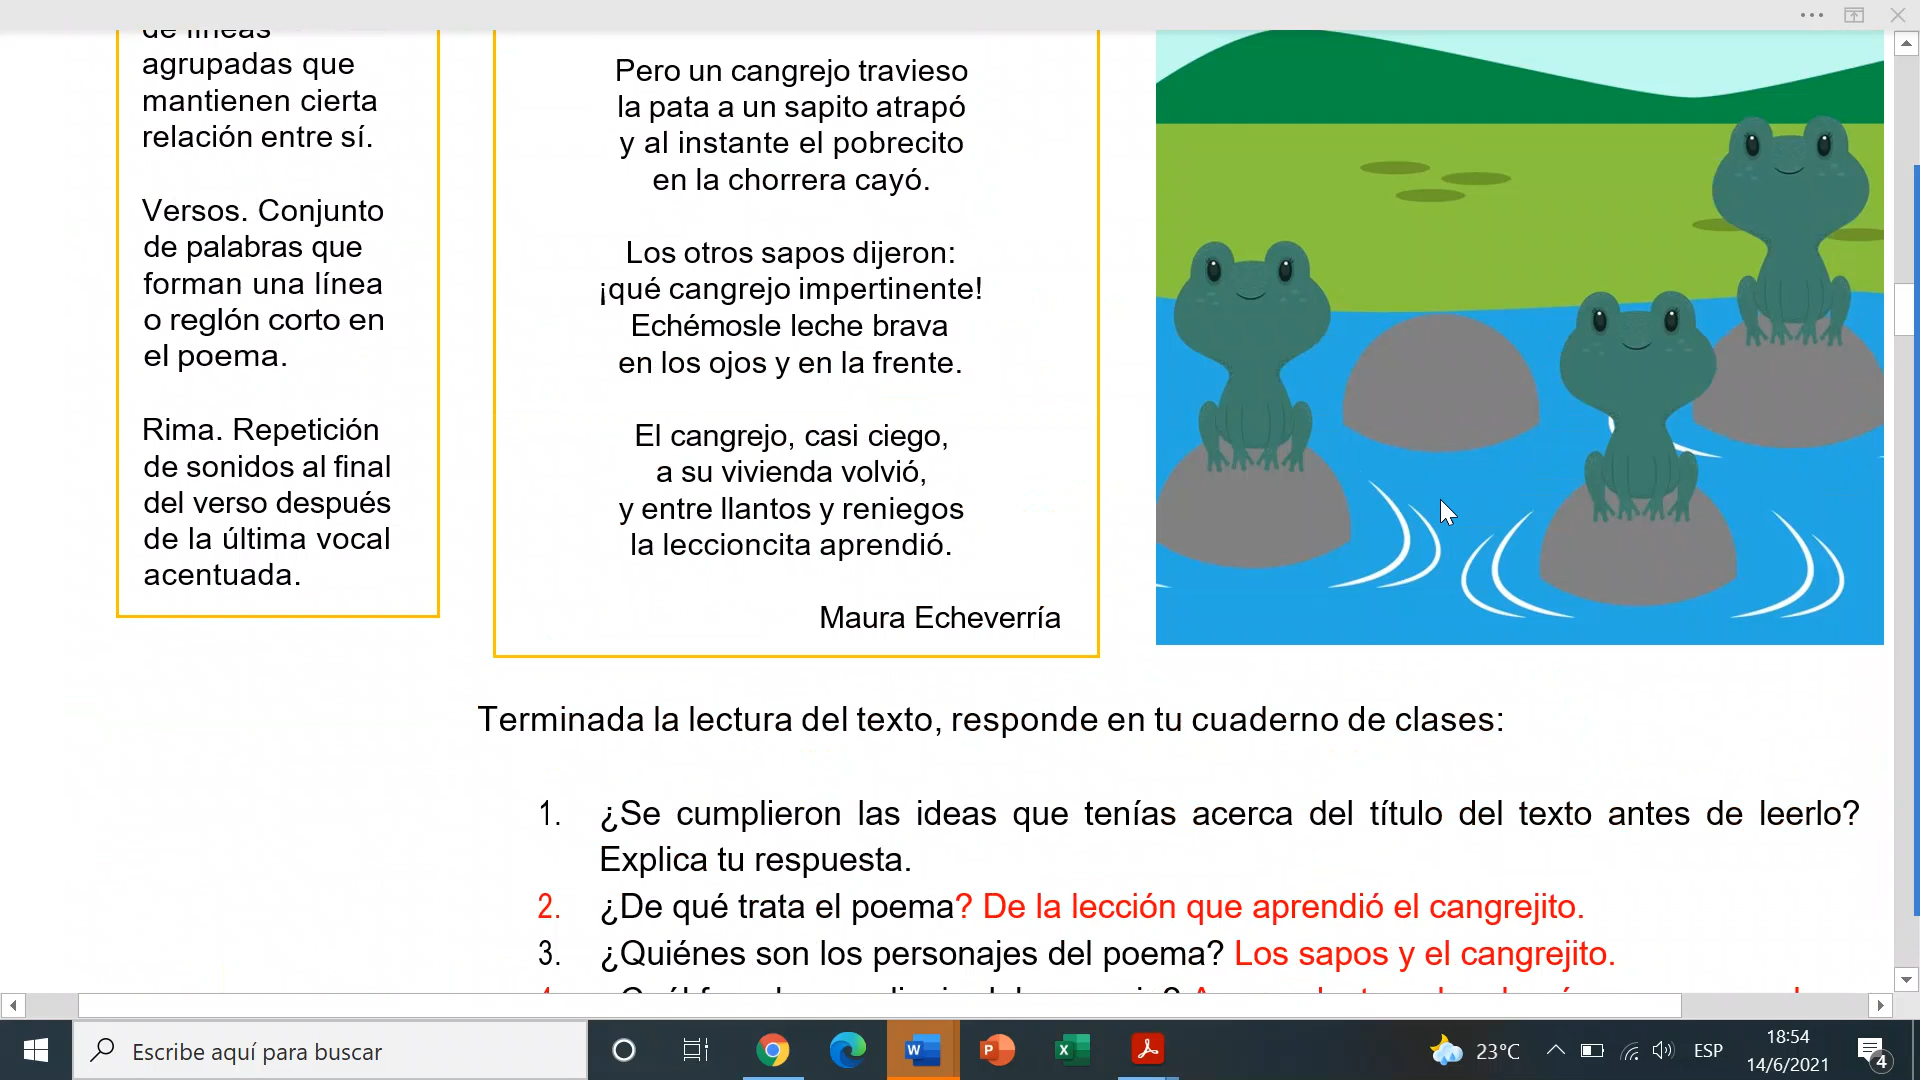 de líneas
agrupadas que
mantienen cierta
relación entre sí.
Versos. Conjunto
de palabras que
forman una línea
o reglón corto en
el poema.
Rima. Repetición
de sonidos al final
del verso después
de la última vocal
acentuada.
Pero un cangrejo travieso
la pata a un sapito atrapó
y al instante el pobrecito
en la chorrera cayó.
Los otros sapos dijeron:
¡qué cangrejo impertinente!
Echémosle leche brava
en los ojos y en la frente.
El cangrejo, casi ciego,
a su vivienda volvió,
y entre llantos y reniegos
la leccioncita aprendió.
Maura Echeverría
Terminada la lectura del texto, responde en tu cuaderno de clases:
1. ¿Se cumplieron las ideas que tenías acerca del título del texto antes de leerlo?
Explica tu respuesta.
2. ¿De qué trata el poema? De la lección que aprendió el cangrejito.
3. ¿Quiénes son los personajes del poema? Los sapos y el cangrejito.
Escribe aquí para buscar
23°C
ESP
18:54
14/6/2021
4